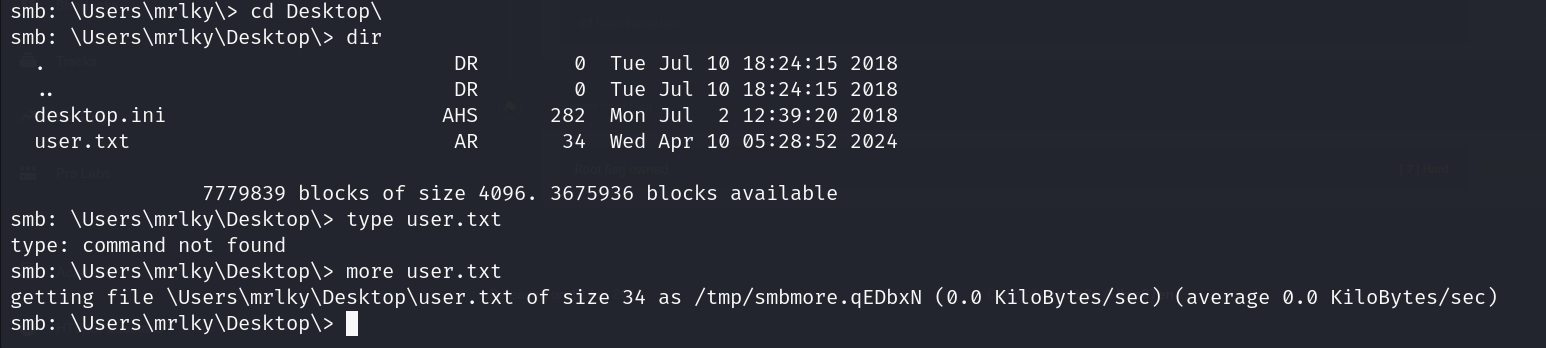 smb: \Users\mrlky\> cd Desktop\
smb: \Users\mrlky\Desktop\> dir
. DR 0 Tue Jul 10 18:24:15 2018
.. DR 0 Tue Jul 10 18:24:15 2018
desktop.ini AHS 282 Mon Jul 2 12:39:20 2018
user.txt AR 34 Wed Apr 10 05:28:52 2024
7779839 blocks of size 4096. 3675936 blocks available
smb: \Users\mrlky\Desktop\> type user.txt
type: command not found
smb: \Users\mrlky\Desktop\> more user.txt
getting file \Users\mrlky\Desktop\user.txt of size 34 as /tmp/smbmore.qEDbxN (0.0 KiloBytes/sec) (average 0.0 KiloBytes/sec)
smb: \Users\mrlky\Desktop\>